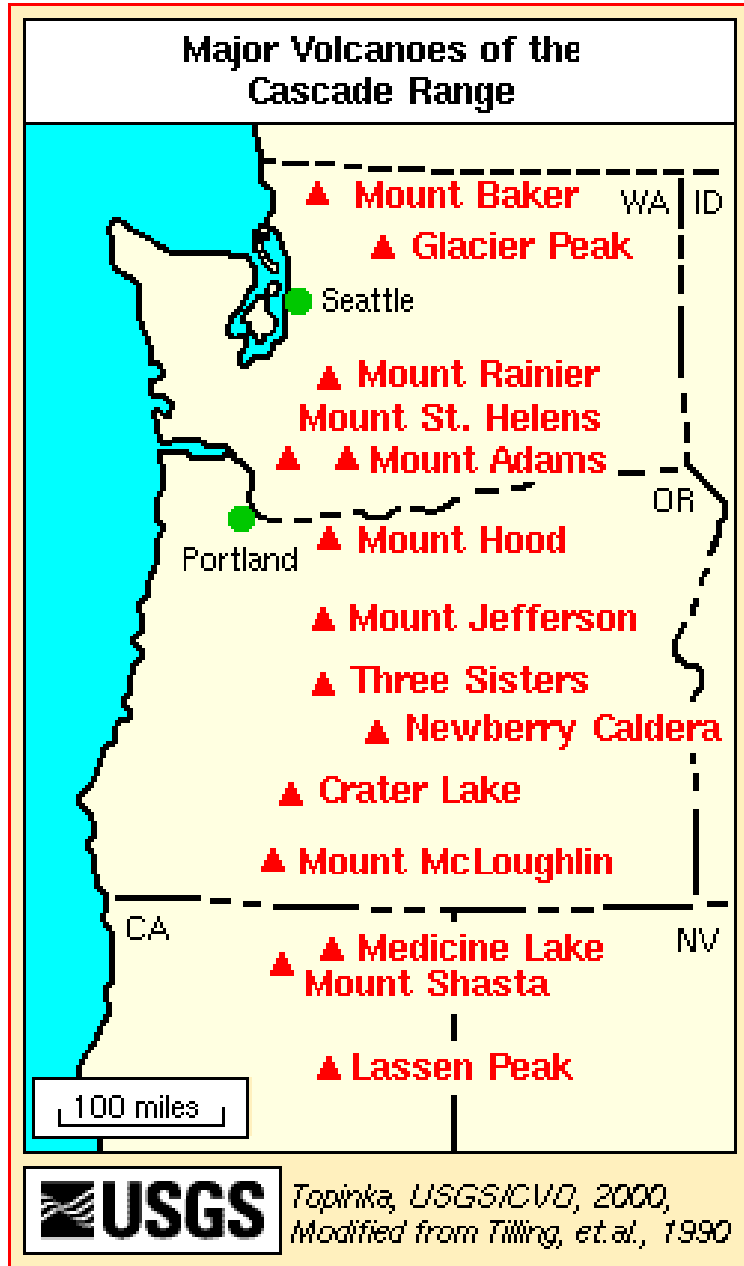 Major Volcanoes of the
Cascade Range
Mount Baker
WA
ID
Glacier Peak
Seattle
Mount Rainier
Mount St. Helens
Mount Adams
OR
Portland
Mount Hood
Mount Jefferson
Three Sisters
Newberry Caldera
Crater Lake
Mount McLoughlin
CA
NV
Medicine Lake
Mount Shasta
Lassen Peak
100 miles
USGS
Topinka, USGS/CVO, 2000,
Modified from Tilling, et.al., 1990